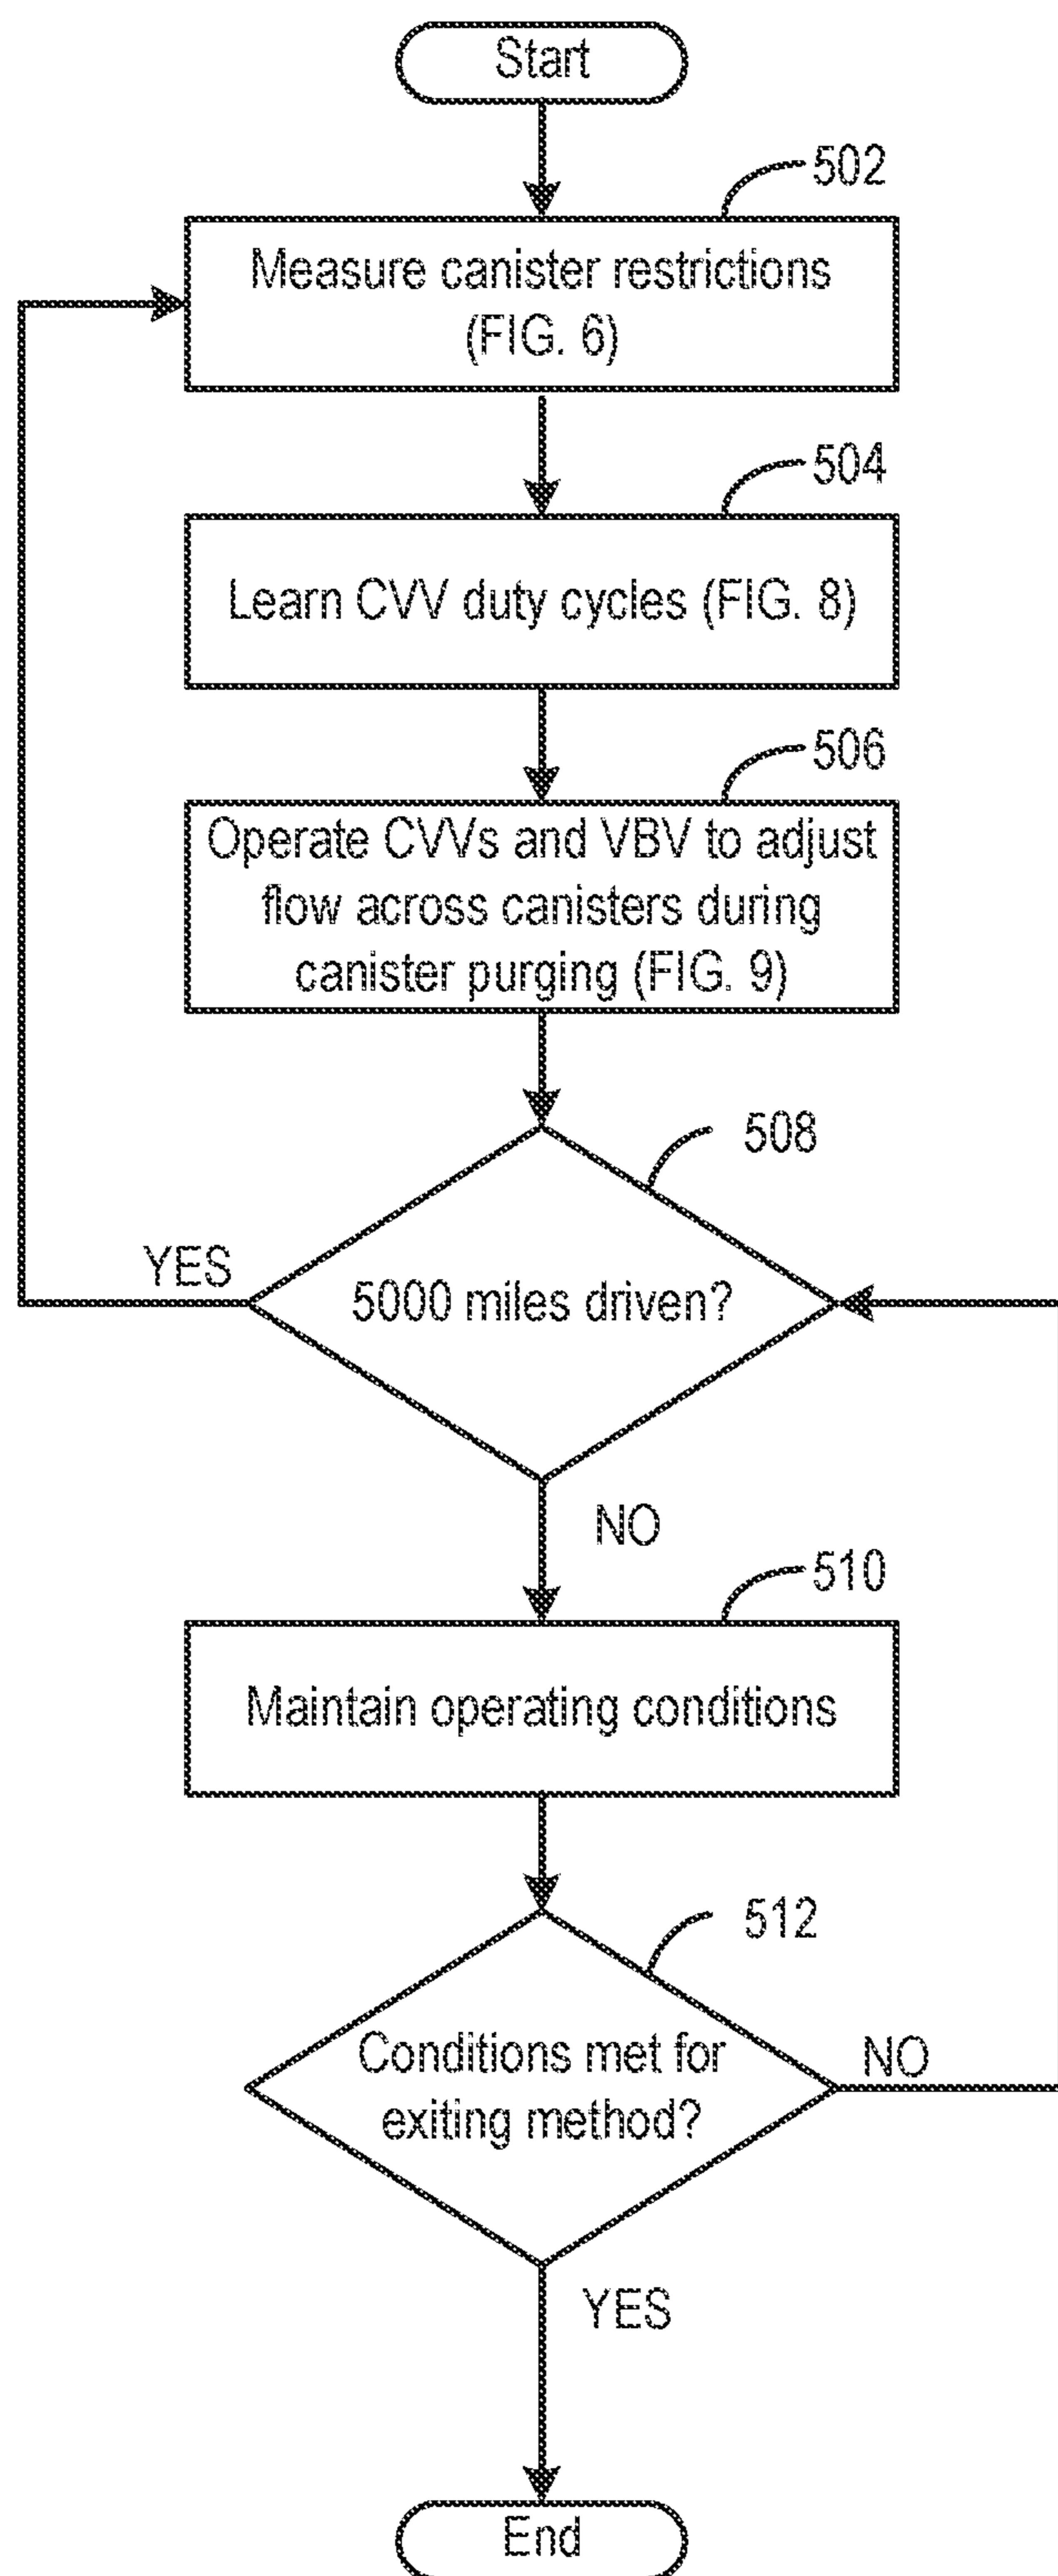 Start
502
Measure canister restrictions
(FIG. 6)
504
Learn CVV duty cycles (FIG. 8)
506
Operate CVVs and VBV to adjust
flow across canisters during
canister purging (FIG. 9)
508
YES
5000 miles driven?
NO
510
Maintain operating conditions
512
Conditions met for
exiting method?
NO
YES
End